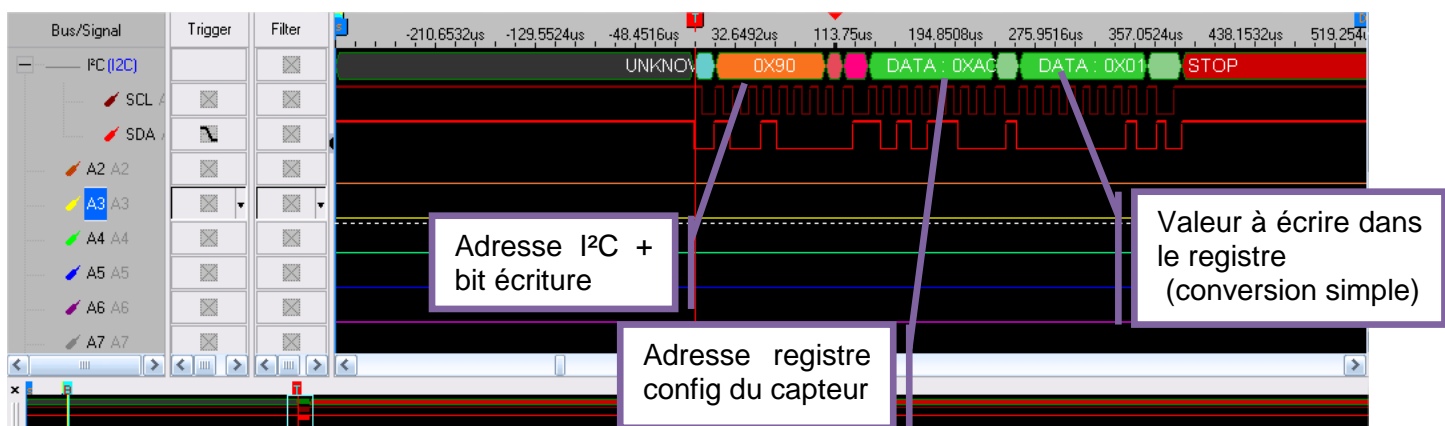 Bus/Signal Trigger Filter
-210.6532us -129.5524us -48.4516us 32.6492us 113.75us 194.8508us 275.9516us 357.0524us 438.1532us
T
I²C (I2C) UNKNOV 0X90 DATA : 0XAC DATA : 0X01 STOP
SCL
SDA
A2 A2
A3 A3
A4 A4
A5 A5
A6 A6
A7 A7
Adresse I²C +
bit écriture
Valeur à écrire dans
le registre
(conversion simple)
Adresse registre
config du capteur
B T